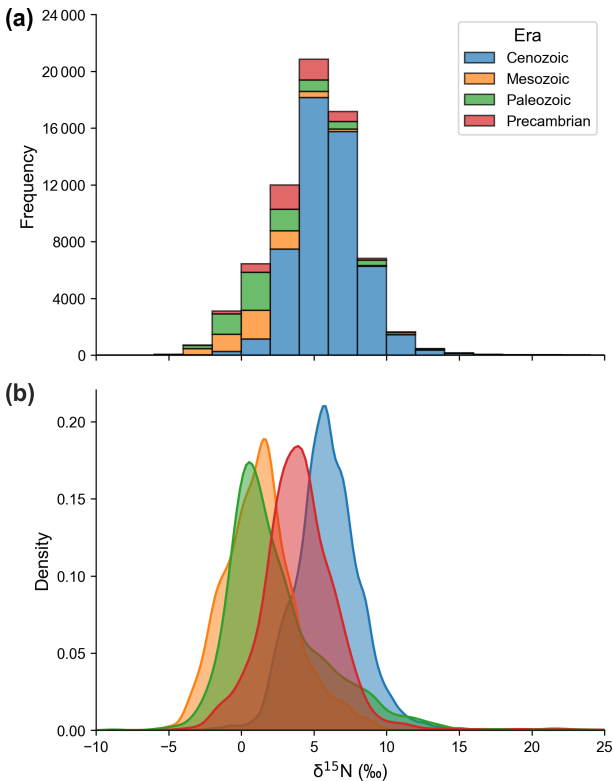 (a)
24 000
20 000
16 000
12 000
8000
4000
0
Frequency
Era
Cenozoic
Mesozoic
Paleozoic
Precambrian
(b)
0.20
0.15
0.10
0.05
0.00
Density
−10 −5 0 5 10 15 20 25
δ¹⁵N (‰)